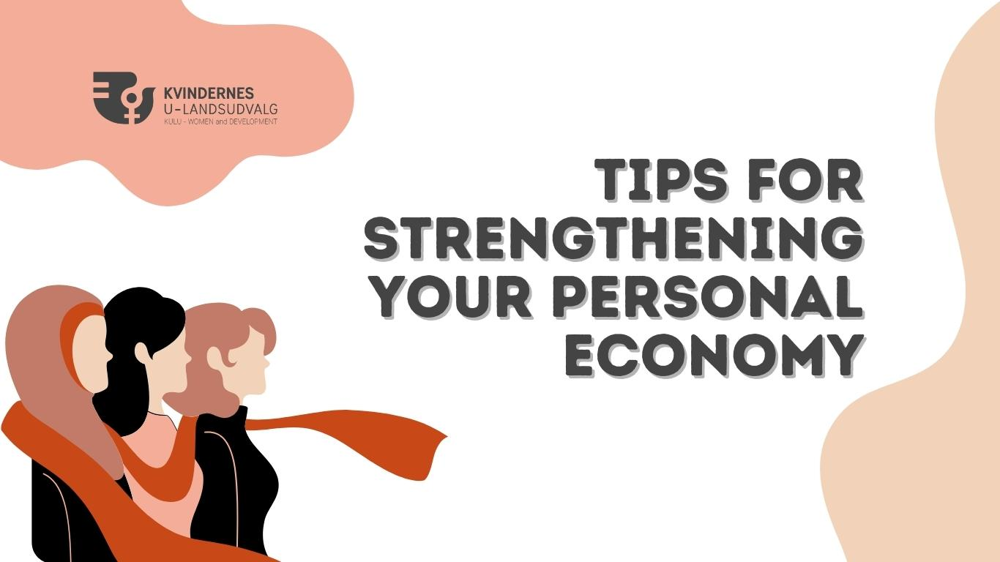 KVINDERNES
U-LANDSUDVALG
KULU - WOMEN and DEVELOPMENT
TIPS FOR
STRENGTHENING
YOUR PERSONAL
ECONOMY